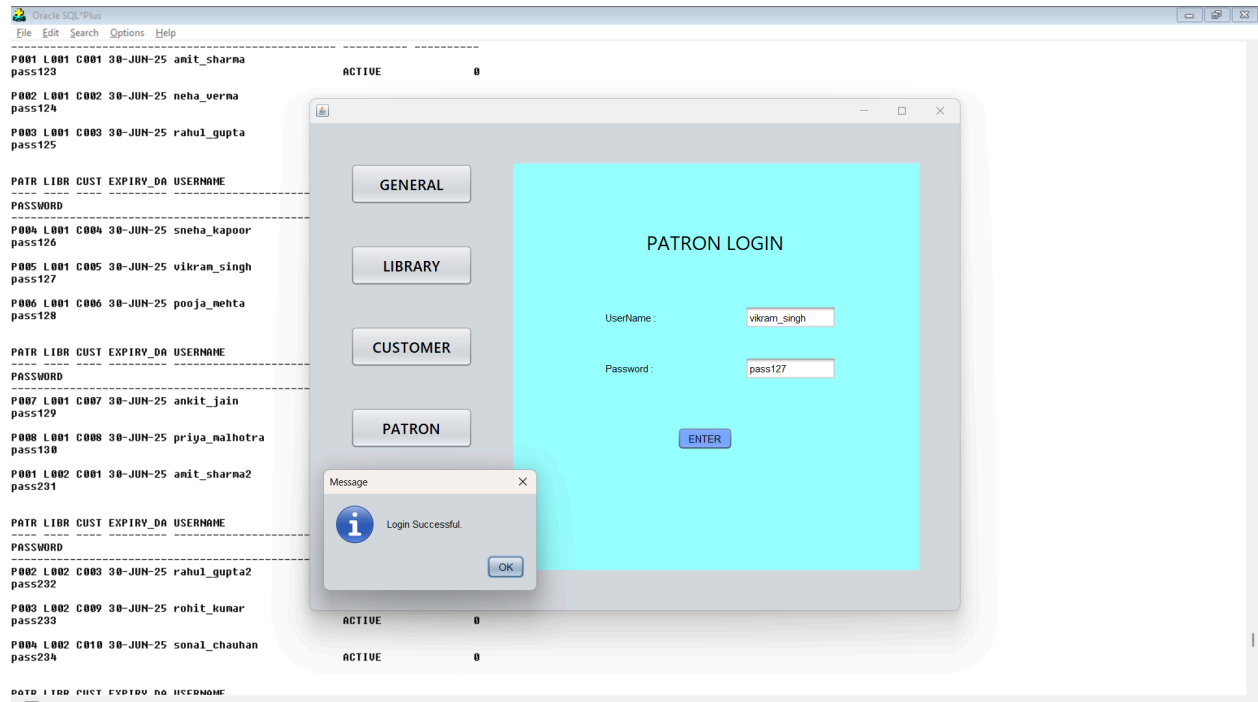 Oracle SQL*Plus
File Edit Search Options Help
P001 L001 C001 30-JUN-25 amit_sharma
pass123 ACTIVE 0
P002 L001 C002 30-JUN-25 neha_verma
pass124
P003 L001 C003 30-JUN-25 rahul_gupta
pass125
PATR LIBR CUST EXPIRY_DA USERNAME
PASSWORD
P004 L001 C004 30-JUN-25 sneha_kapoor
pass126
P005 L001 C005 30-JUN-25 vikram_singh
pass127
P006 L001 C006 30-JUN-25 pooja_mehta
pass128
PATR LIBR CUST EXPIRY_DA USERNAME
PASSWORD
P007 L001 C007 30-JUN-25 ankit_jain
pass129
P008 L001 C008 30-JUN-25 priya_malhotra
pass130
P001 L002 C001 30-JUN-25 amit_sharma2
pass231
PATR LIBR CUST EXPIRY_DA USERNAME
PASSWORD
P002 L002 C003 30-JUN-25 rahul_gupta2
pass232
P003 L002 C009 30-JUN-25 rohit_kumar
pass233 ACTIVE 0
P004 L002 C010 30-JUN-25 sonal_chauhan
pass234 ACTIVE 0
PATR LIBR CUST EXPIRY_DA USERNAME
GENERAL
LIBRARY
CUSTOMER
PATRON
PATRON LOGIN
UserName : vikram_singh
Password : pass127
ENTER
Message
Login Successful.
OK